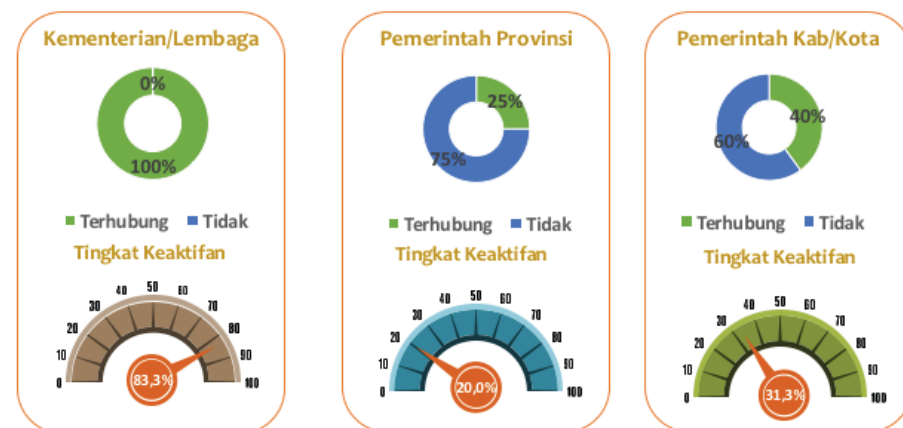 Kementerian/Lembaga
0%
100%
Terhubung Tidak
Tingkat Keaktifan
0 10 20 30 40 50 60 70 80 90 100
83,3%
Pemerintah Provinsi
25%
75%
Terhubung Tidak
Tingkat Keaktifan
0 10 20 30 40 50 60 70 80 90 100
20,0%
Pemerintah Kab/Kota
40%
60%
Terhubung Tidak
Tingkat Keaktifan
0 10 20 30 40 50 60 70 80 90 100
31,3%